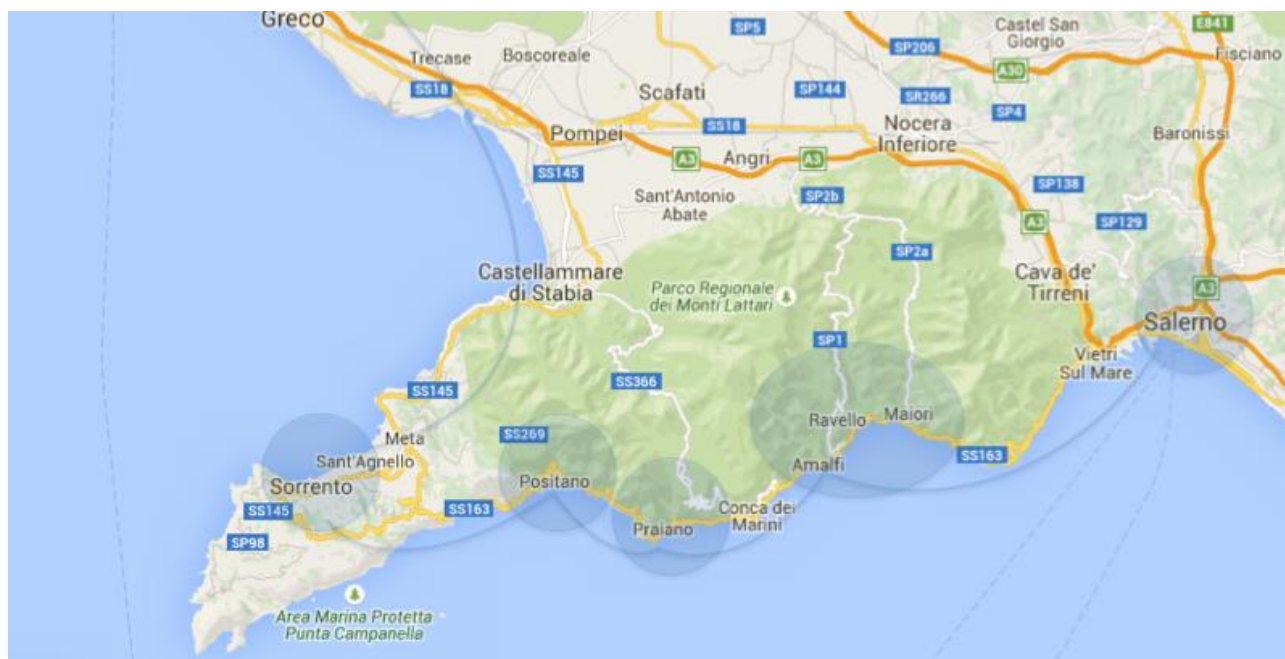 Greco
SP5
Castel San
Giorgio
E841
Trecase
Boscoreale
SP206
A30
Fisciano
SS18
Scafati
SP144
SR266
SP4
Pompei
SS18
Nocera
Inferiore
Baronissi
A3
Angri
A3
SS145
SP138
Sant'Antonio
Abate
SP2b
A3
SP129
SP2a
Castellammare
di Stabia
Cava de'
Tirreni
A3
Parco Regionale
dei Monti Lattari
Salerno
SP1
Vietri
Sul Mare
SS366
SS145
Ravello
Maiori
SS269
Meta
Sant'Agnello
Amalfi
SS163
Sorrento
Positano
SS145
SS163
Praiano
Conca dei
Marini
SP98
Area Marina Protetta
Punta Campanella